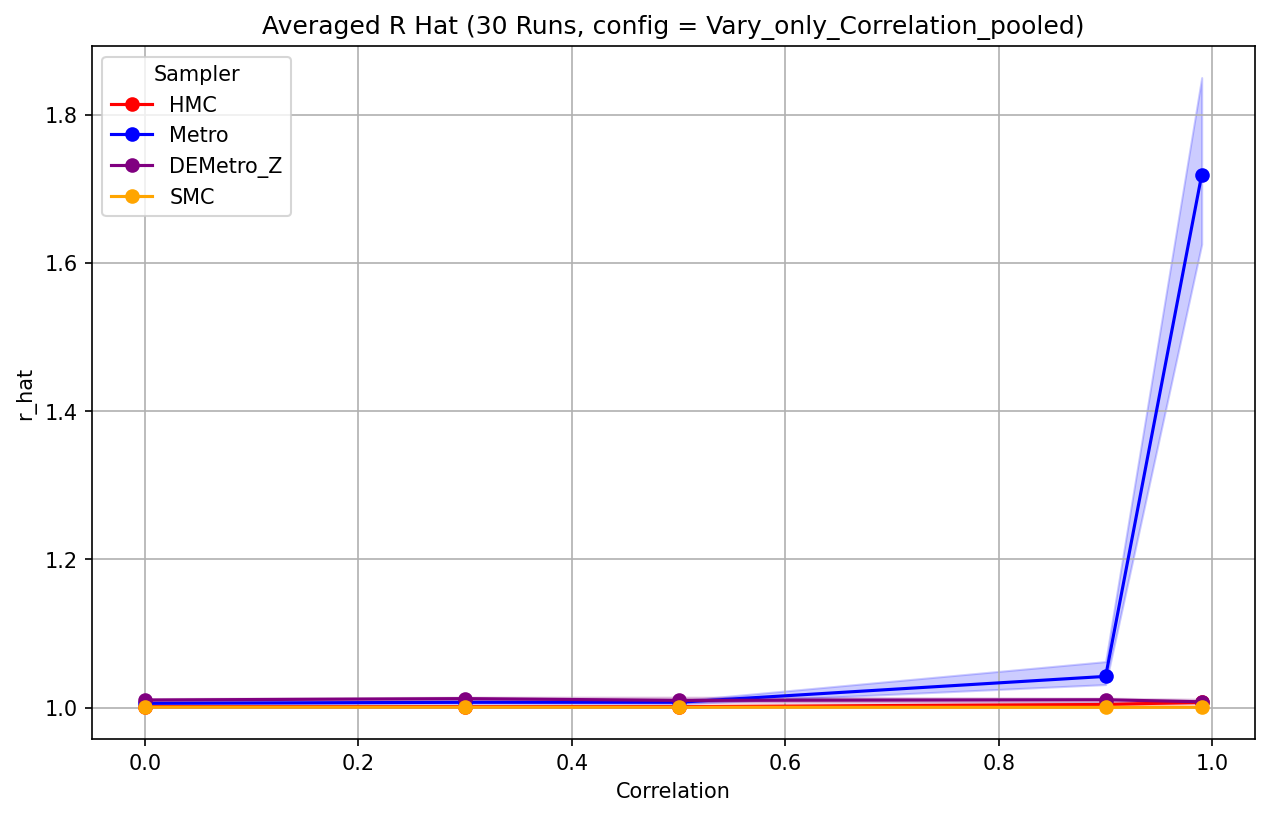 Averaged R Hat (30 Runs, config = Vary_only_Correlation_pooled)
Sampler
HMC
Metro
DEMetro_Z
SMC
r_hat
1.8
1.6
1.4
1.2
1.0
0.0 0.2 0.4 0.6 0.8 1.0
Correlation